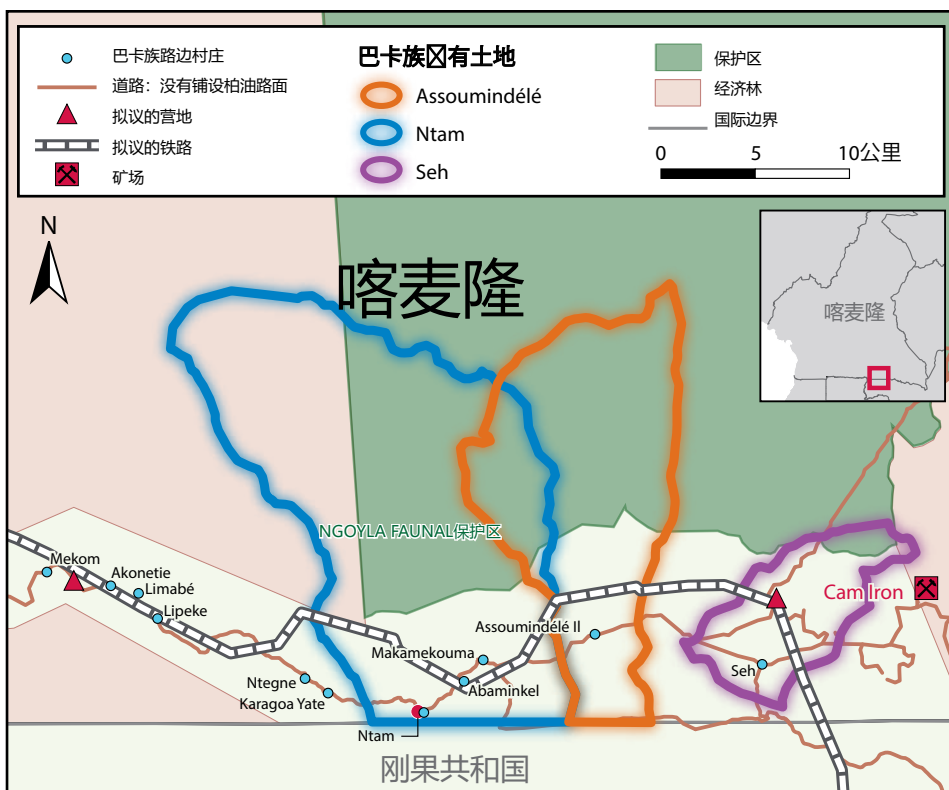 巴卡族路边村庄
道路：没有铺设柏油路面
拟议的营地
拟议的铁路
矿场
巴卡族有土地
Assoumindélé
Ntam
Seh
保护区
经济林
国际边界
0 5 10公里
N
喀麦隆
喀麦隆
NGOYLA FAUNAL保护区
Mekom
Akonetie
Limabé
Lipeke
Cam Iron
Assoumindélé II
Makamekouma
Seh
Ntegne
Abaminkel
Karagoa Yate
Ntam
刚果共和国